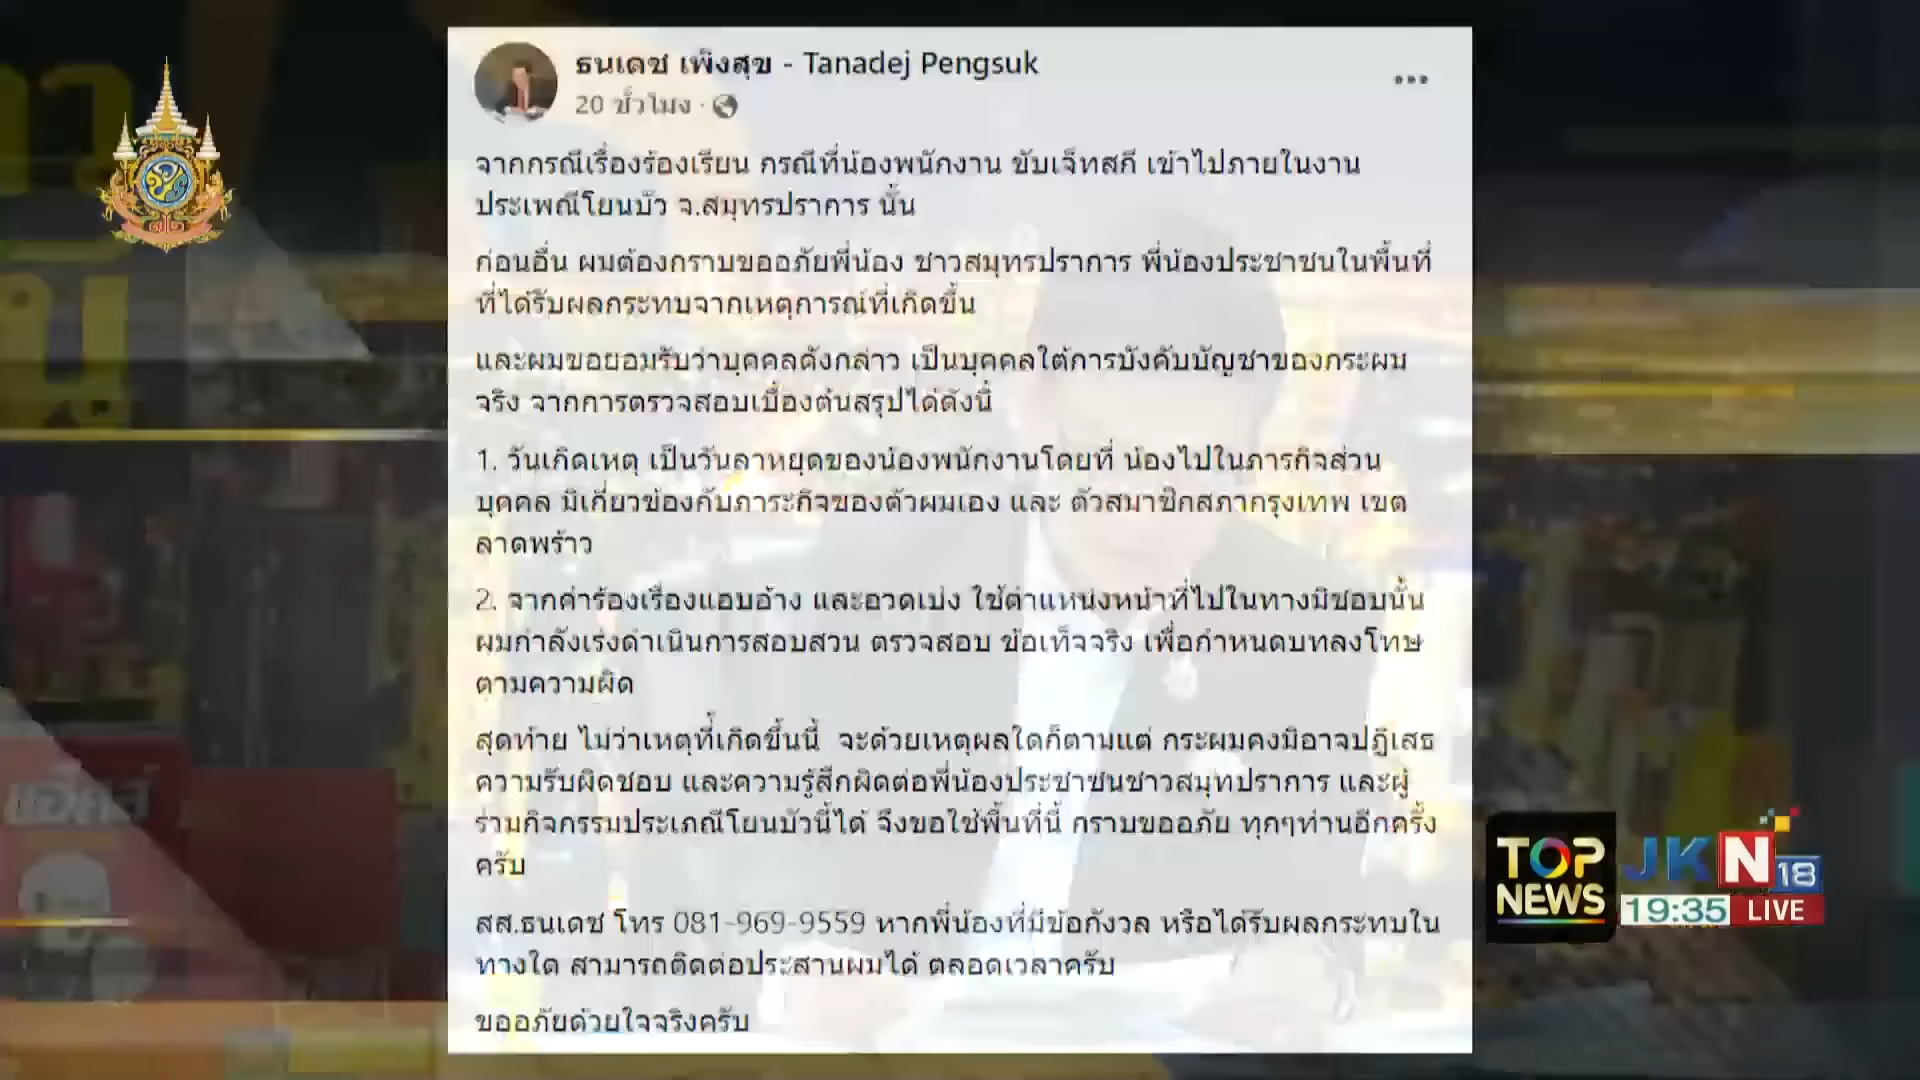 ธนเดช เพ็งสุข - Tanadej Pengsuk
20 ชั่วโมง ·
จากกรณีเรื่องร้องเรียน กรณีที่น้องพนักงาน ขับเจ็ทสกี เข้าไปภายในงาน
ประเพณีโยนบัว จ.สมุทรปราการ นั้น
ก่อนอื่น ผมต้องกราบขออภัยพี่น้อง ชาวสมุทรปราการ พี่น้องประชาชนในพื้นที่
ที่ได้รับผลกระทบจากเหตุการณ์ที่เกิดขึ้น
และผมขอยอมรับว่าบุคคลดังกล่าว เป็นบุคคลใต้การบังคับบัญชาของกระผม
จริง จากการตรวจสอบเบื้องต้นสรุปได้ดังนี้
1. วันเกิดเหตุ เป็นวันลาหยุดของน้องพนักงานโดยที่ น้องไปในภารกิจส่วน
บุคคล มิเกี่ยวข้องกับภาระกิจของตัวผมเอง และ ตัวสมาชิกสภากรุงเทพ เขต
ลาดพร้าว
2. จากคำร้องเรื่องแอบอ้าง และอวดเบ่ง ใช้ตำแหน่งหน้าที่ไปในทางมิชอบนั้น
ผมกำลังเร่งดำเนินการสอบสวน ตรวจสอบ ข้อเท็จจริง เพื่อกำหนดบทลงโทษ
ตามความผิด
สุดท้าย ไม่ว่าเหตุที่เกิดขึ้นนี้ จะด้วยเหตุผลใดก็ตามแต่ กระผมคงมิอาจปฏิเสธ
ความรับผิดชอบ และความรู้สึกผิดต่อพี่น้องประชาชนชาวสมุทปราการ และผู้
ร่วมกิจกรรมประเภณีโยนบัวนี้ได้ จึงขอใช้พื้นที่นี้ กราบขออภัย ทุกๆท่านอีกครั้ง
ครับ
สส.ธนเดช โทร 081-969-9559 หากพี่น้องที่มีข้อกังวล หรือได้รับผลกระทบใน
ทางใด สามารถติดต่อประสานผมได้ ตลอดเวลาครับ
ขออภัยด้วยใจจริงครับ
TOP
NEWS
JKN18
19:35 LIVE